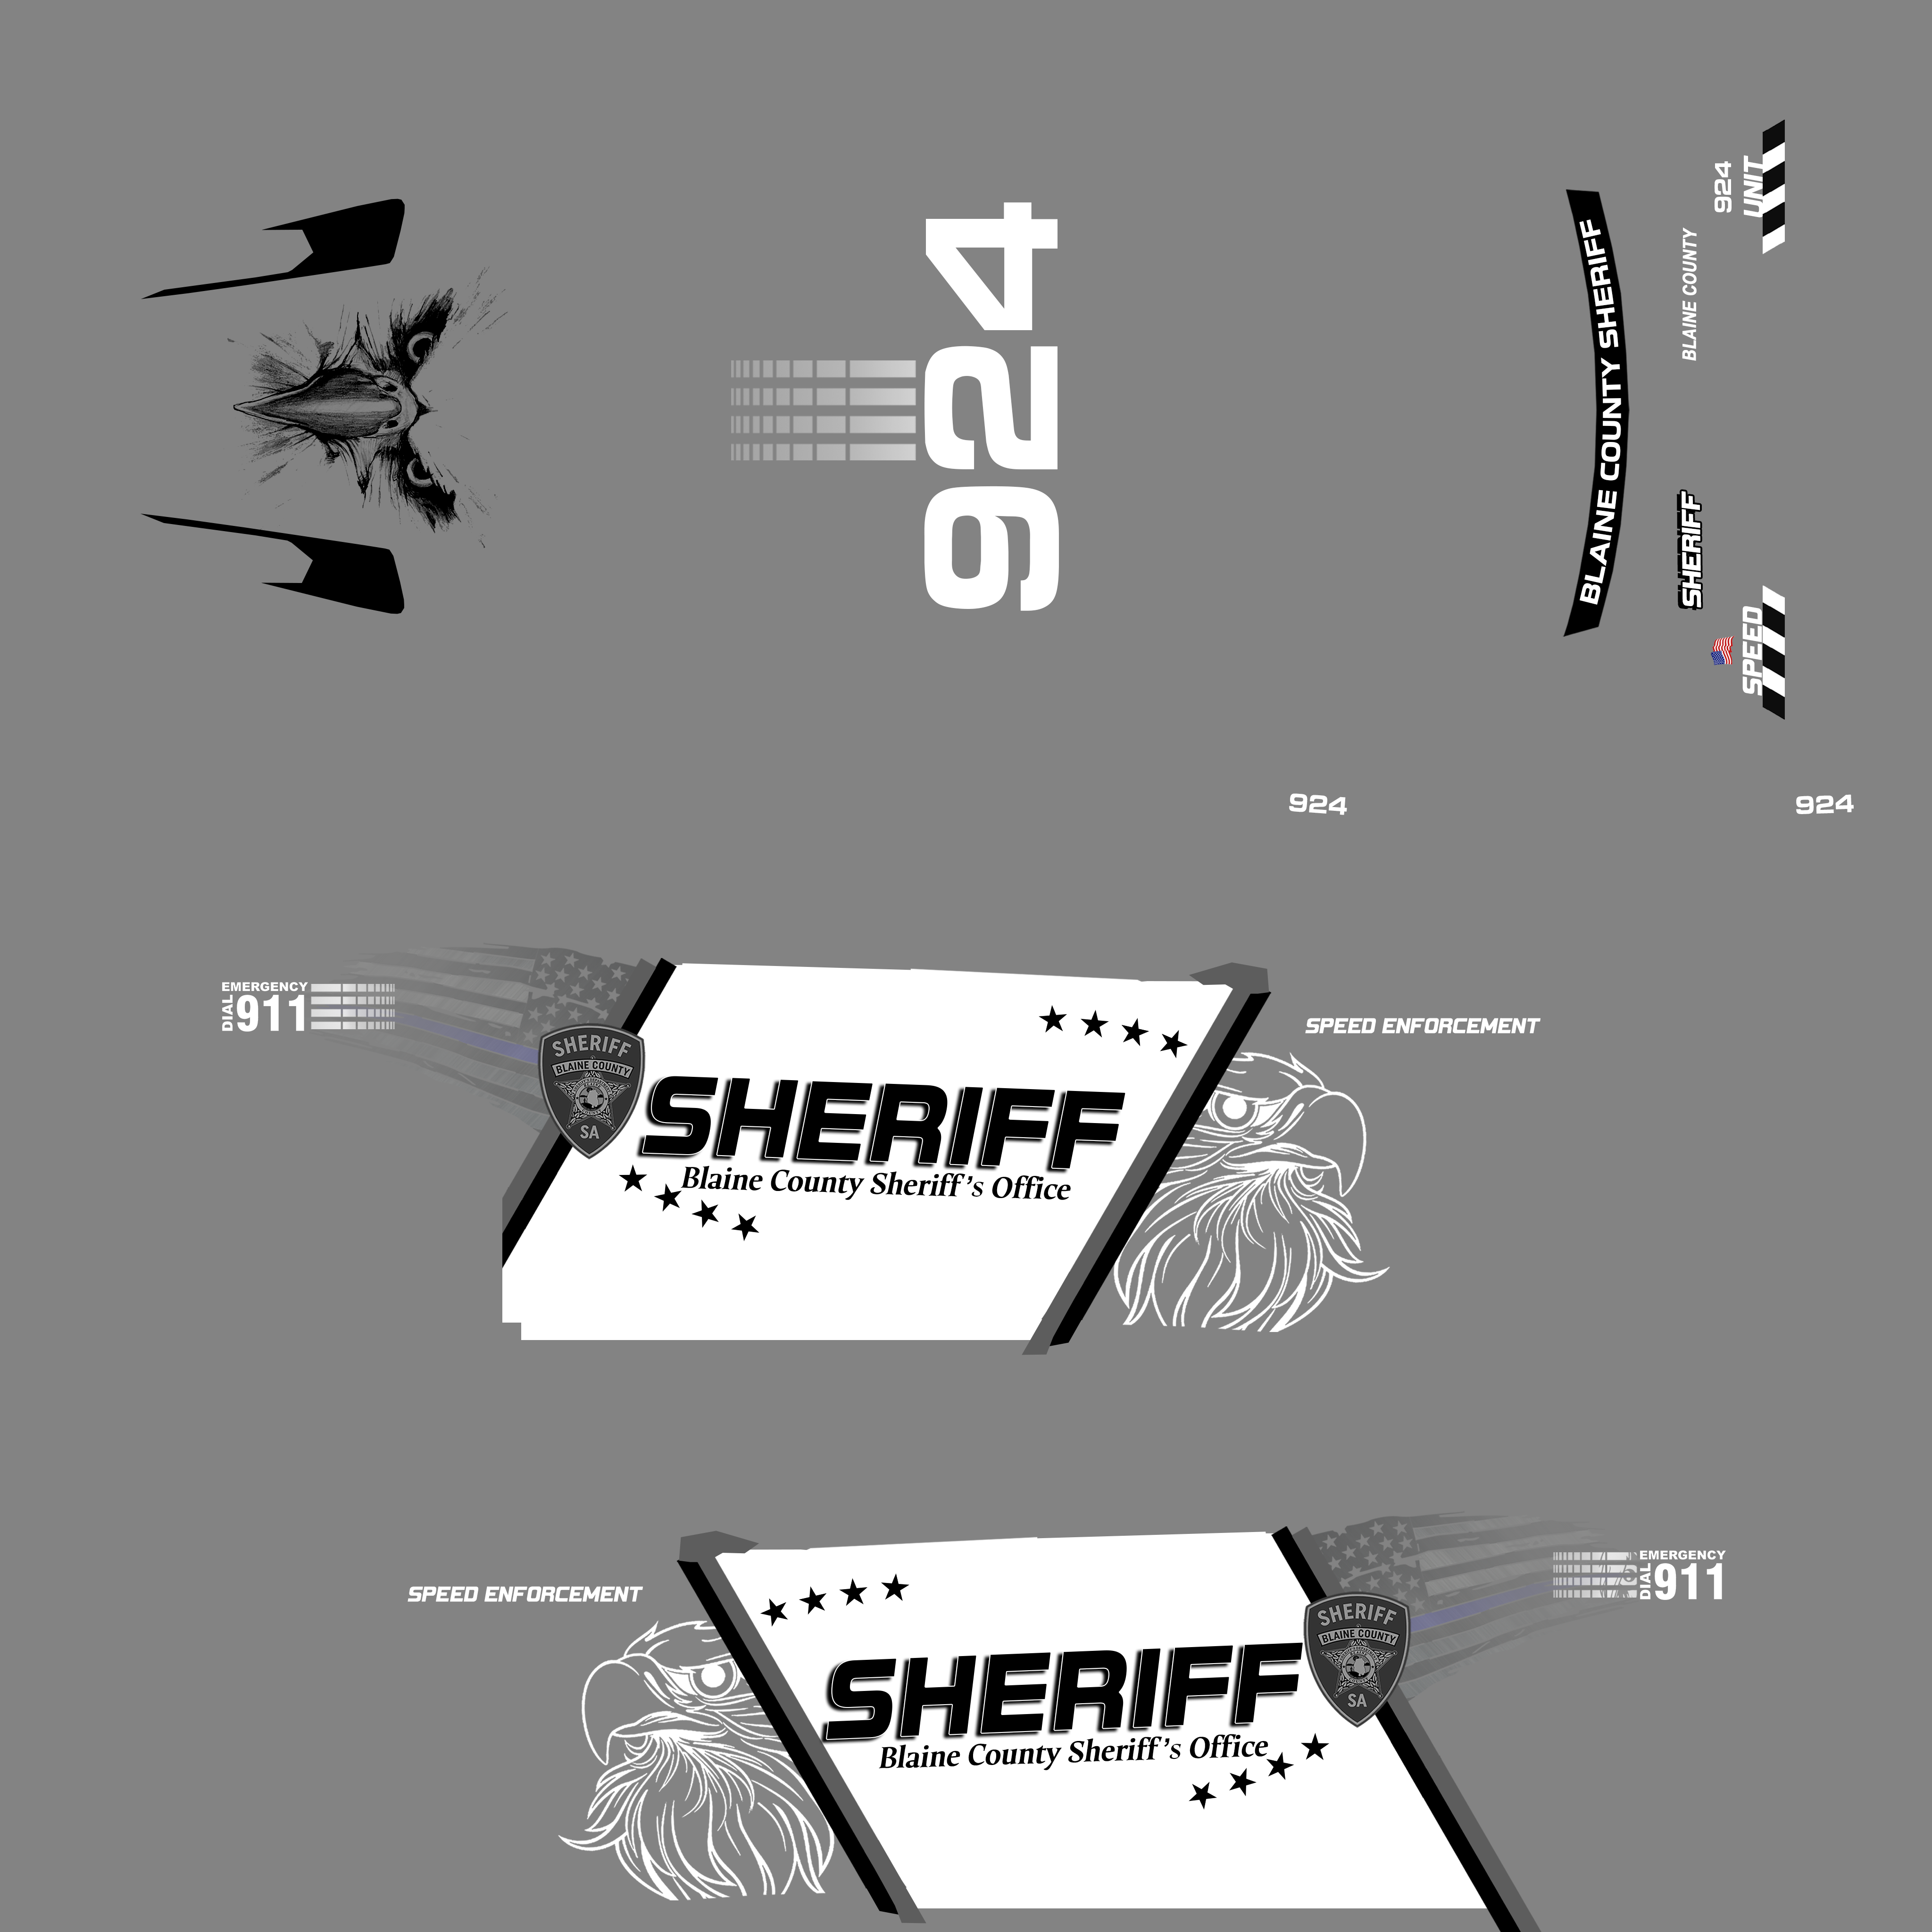 924
924
UNIT
BLAINE COUNTY
BLAINE COUNTY SHERIFF
SHERIFF
SPEED
924
924
EMERGENCY
DIAL
911
SHERIFF
BLAINE COUNTY
SA
SHERIFF
Blaine County Sheriff's Office
SPEED ENFORCEMENT
SPEED ENFORCEMENT
SHERIFF
Blaine County Sheriff's Office
SHERIFF
BLAINE COUNTY
SA
EMERGENCY
DIAL
911